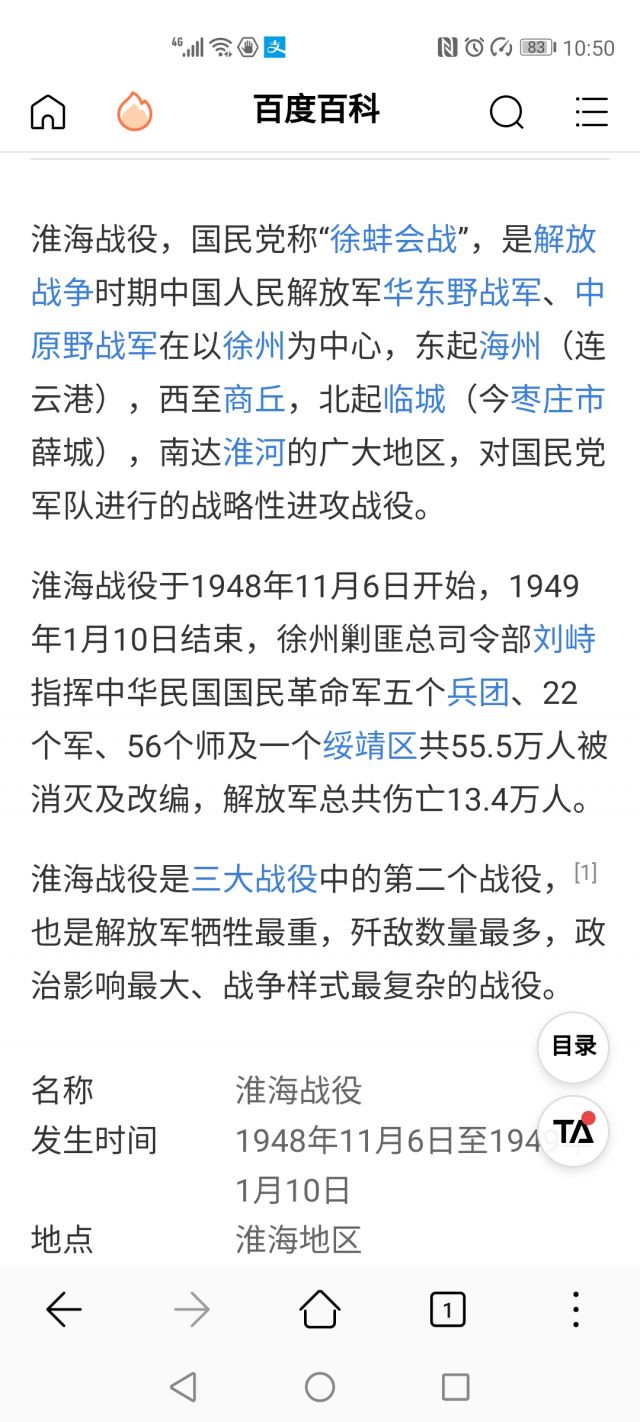 4G 83 10:50
百度百科
淮海战役，国民党称“徐蚌会战”，是解放
战争时期中国人民解放军华东野战军、中
原野战军在以徐州为中心，东起海州（连
云港），西至商丘，北起临城（今枣庄市
薛城），南达淮河的广大地区，对国民党
军队进行的战略性进攻战役。
淮海战役于1948年11月6日开始，1949
年1月10日结束，徐州剿匪总司令部刘峙
指挥中华民国国民革命军五个兵团、22
个军、56个师及一个绥靖区共55.5万人被
消灭及改编，解放军总共伤亡13.4万人。
淮海战役是三大战役中的第二个战役，[1]
也是解放军牺牲最重，歼敌数量最多，政
治影响最大、战争样式最复杂的战役。
目录
名称 淮海战役
发生时间 1948年11月6日至1949年
1月10日
TA
地点 淮海地区
1